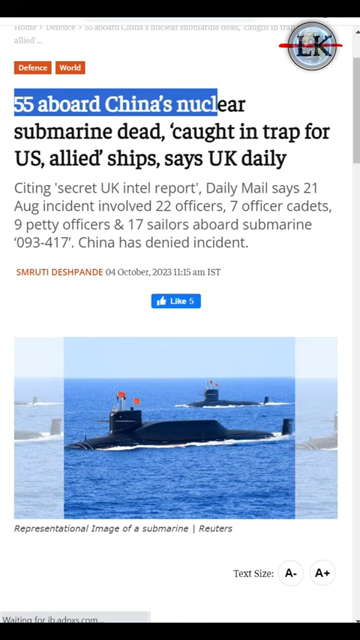 Home > Defence > 55 aboard China's nuclear submarine dead, 'caught in trap
allied'...
LK
Defence World
55 aboard China's nuclear
submarine dead, 'caught in trap for
US, allied' ships, says UK daily
Citing 'secret UK intel report', Daily Mail says 21
Aug incident involved 22 officers, 7 officer cadets,
9 petty officers & 17 sailors aboard submarine
'093-417'. China has denied incident.
SMRUTI DESHPANDE 04 October, 2023 11:15 am IST
Like 5
Representational Image of a submarine | Reuters
Text Size: A- A+
Waiting for ib.adnxs.com...